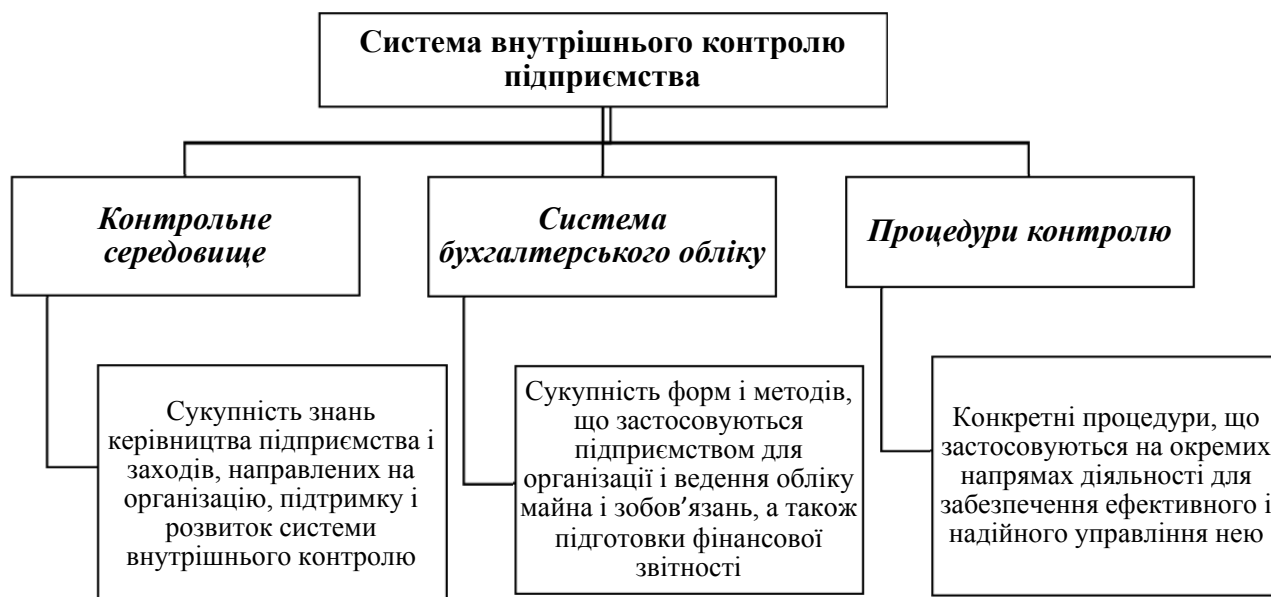 Система внутрішнього контролю
підприємства
Контрольне
середовище
Система
бухгалтерського обліку
Процедури контролю
Сукупність знань
керівництва підприємства і
заходів, направлених на
організацію, підтримку і
розвиток системи
внутрішнього контролю
Сукупність форм і методів,
що застосовуються
підприємством для
організації і ведення обліку
майна і зобов’язань, а також
підготовки фінансової
звітності
Конкретні процедури, що
застосовуються на окремих
напрямах діяльності для
забезпечення ефективного і
надійного управління нею